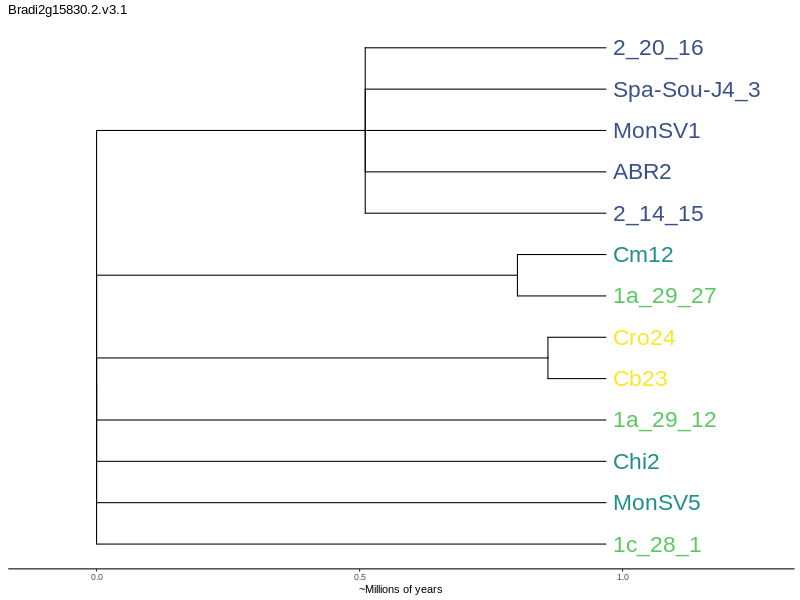 Bradi2g15830.2.v3.1
2_20_16
Spa-Sou-J4_3
MonSV1
ABR2
2_14_15
Cm12
1a_29_27
Cro24
Cb23
1a_29_12
Chi2
MonSV5
1c_28_1
0.0 0.5 1.0
~Millions of years